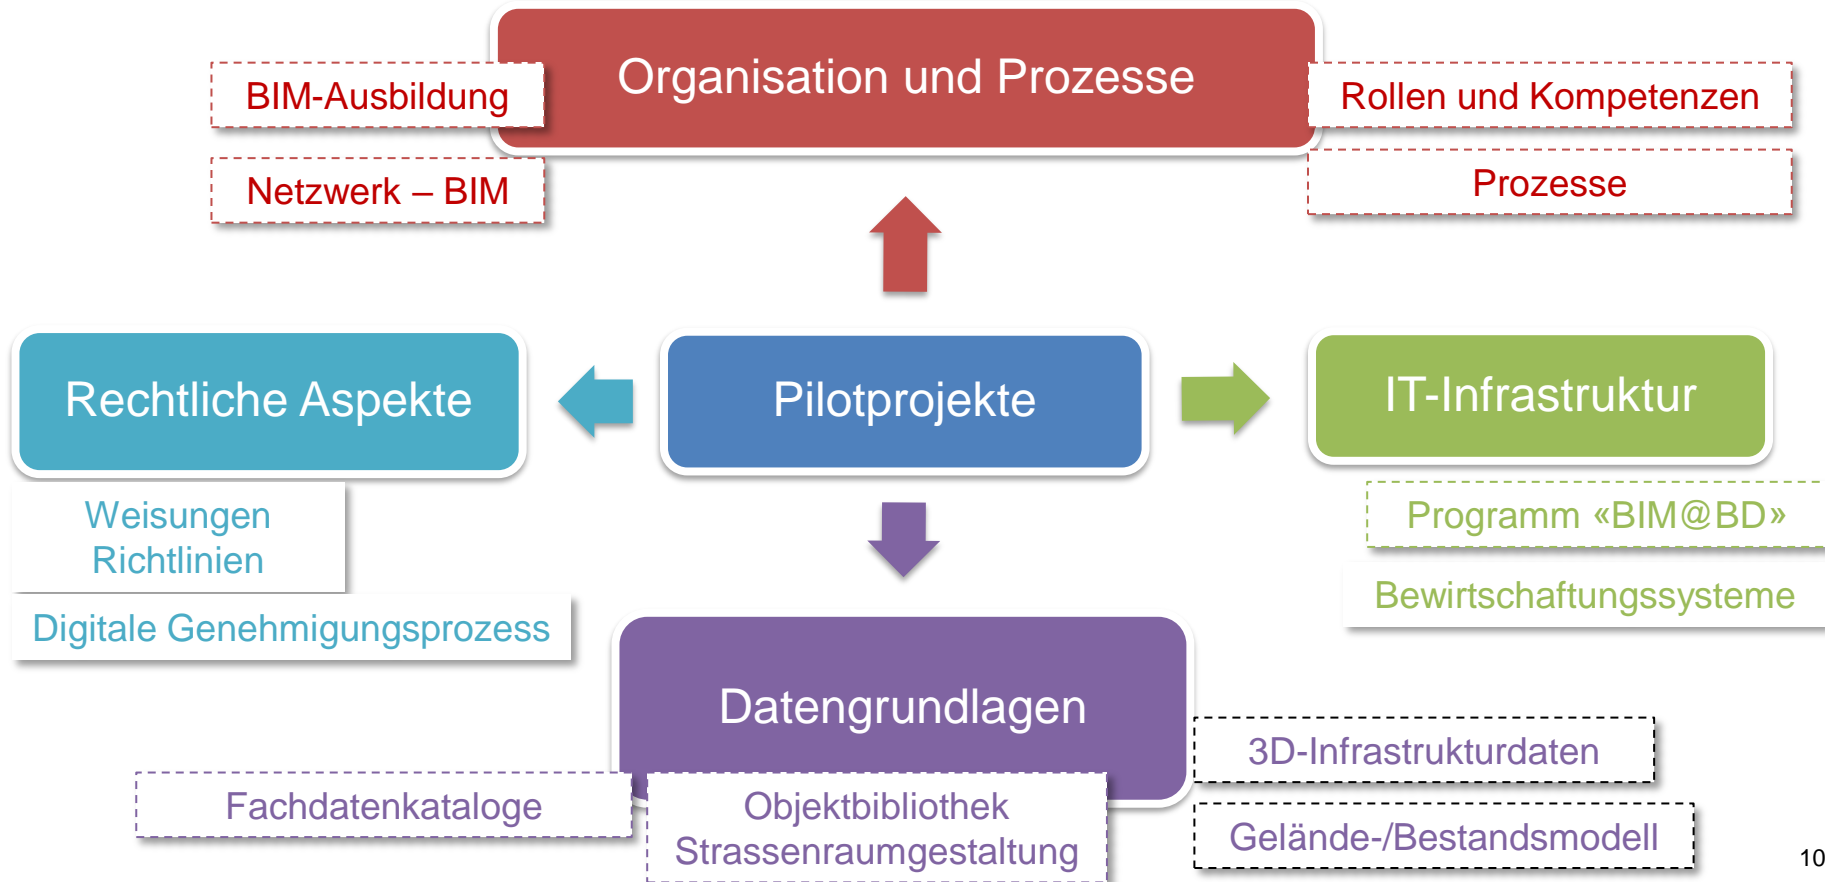 Organisation und Prozesse
BIM-Ausbildung
Rollen und Kompetenzen
Netzwerk – BIM
Prozesse
Rechtliche Aspekte
Pilotprojekte
IT-Infrastruktur
Weisungen
Richtlinien
Programm «BIM@BD»
Digitale Genehmigungsprozess
Bewirtschaftungssysteme
Datengrundlagen
3D-Infrastrukturdaten
Fachdatenkataloge
Objektbibliothek
Strassenraumgestaltung
Gelände-/Bestandsmodell
10